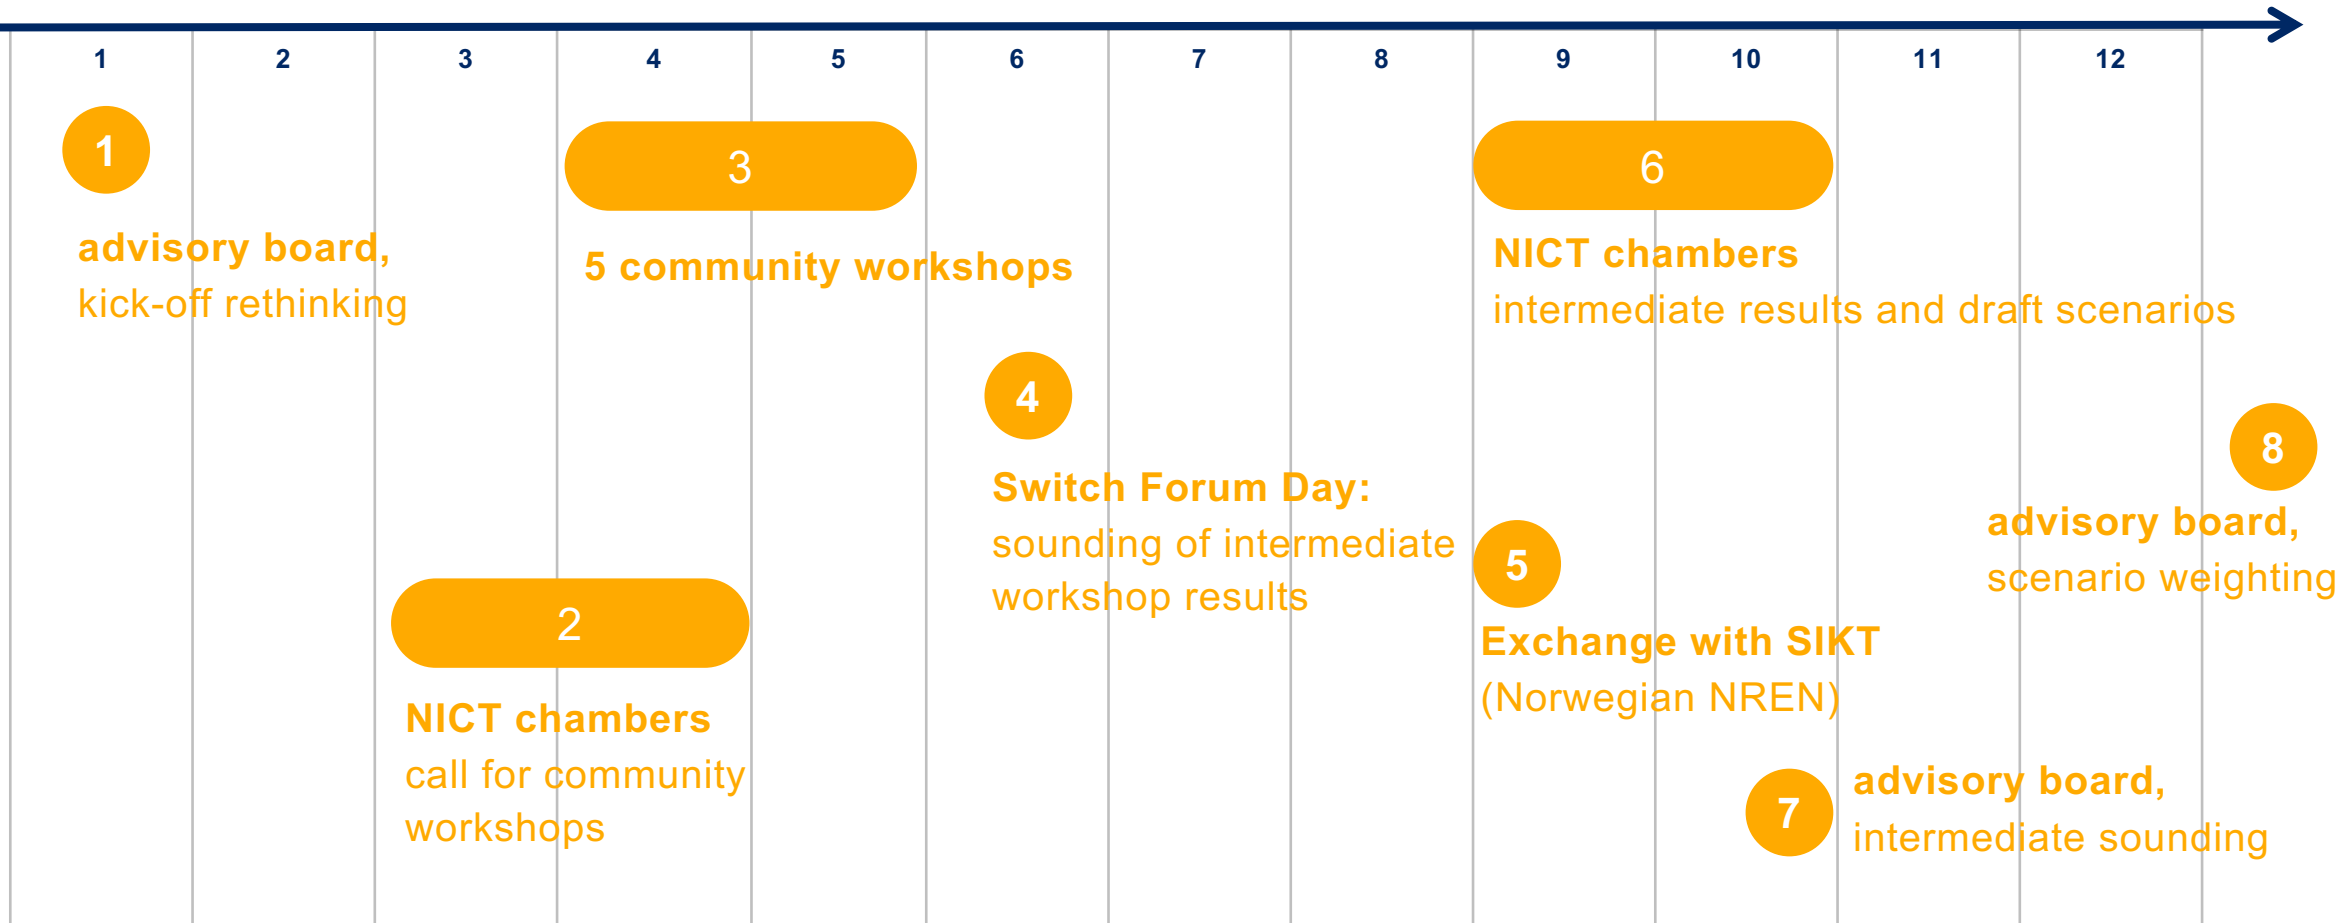 1 2 3 4 5 6 7 8 9 10 11 12
1
advisory board,
kick-off rethinking
3
5 community workshops
6
NICT chambers
intermediate results and draft scenarios
4
Switch Forum Day:
sounding of intermediate
workshop results
8
advisory board,
scenario weighting
5
Exchange with SIKT
(Norwegian NREN)
2
NICT chambers
call for community
workshops
7
advisory board,
intermediate sounding